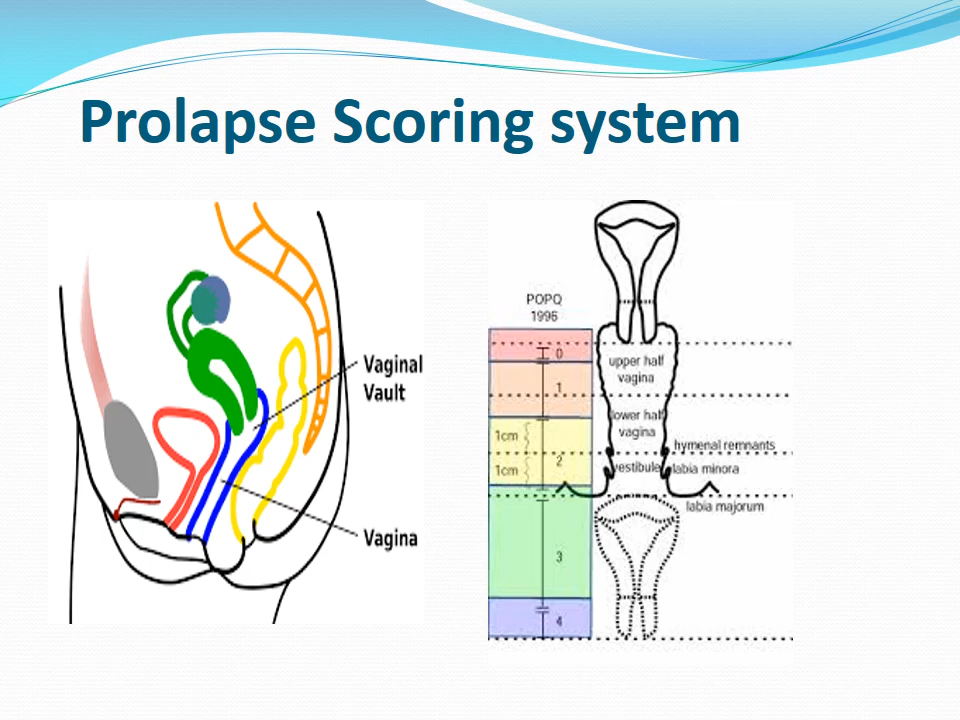 Prolapse Scoring system
Vaginal
Vault
Vagina
POPQ
1996
0
1
1cm
1cm
2
3
4
upper half
vagina
lower half
vagina
hymenal remnants
vestibule
labia minora
labia majorum